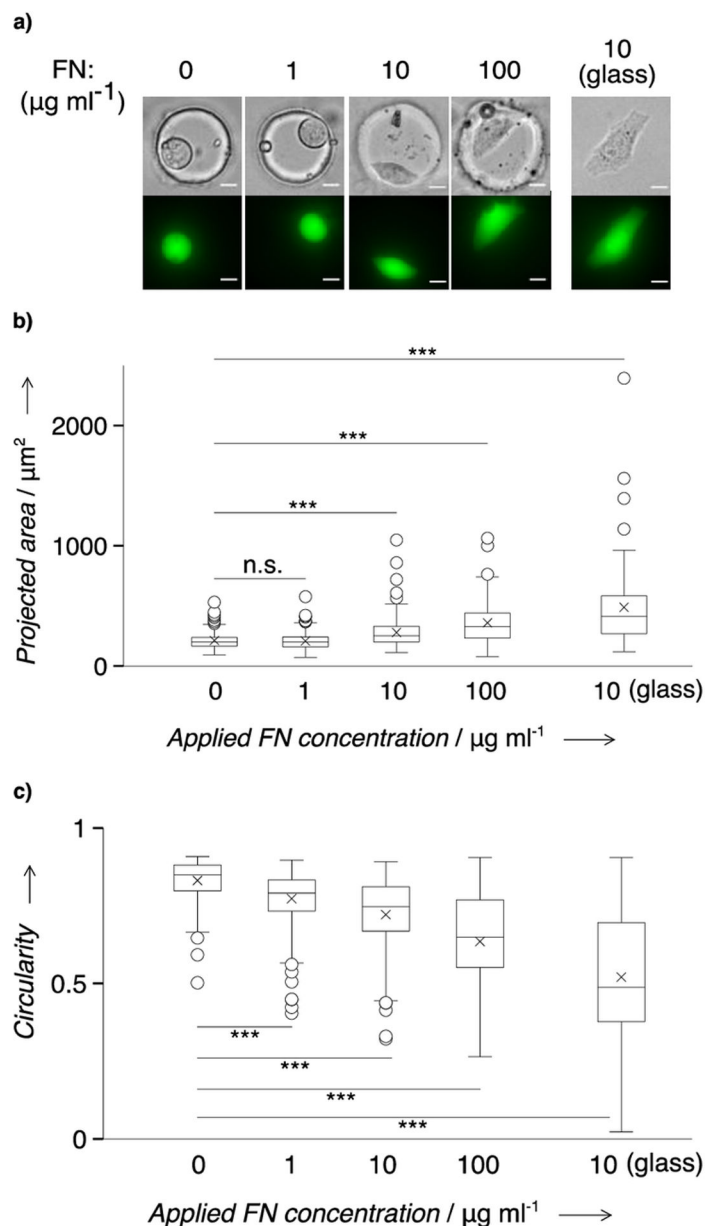 a)
FN: 0 1 10 100 10
(μg ml-1) (glass)
b)
***
***
***
n.s.
2000
1000
0
Projected area / μm2
0 1 10 100 10 (glass)
Applied FN concentration / μg ml-1
c)
1
0.5
0
Circularity
***
***
***
***
0 1 10 100 10 (glass)
Applied FN concentration / μg ml-1